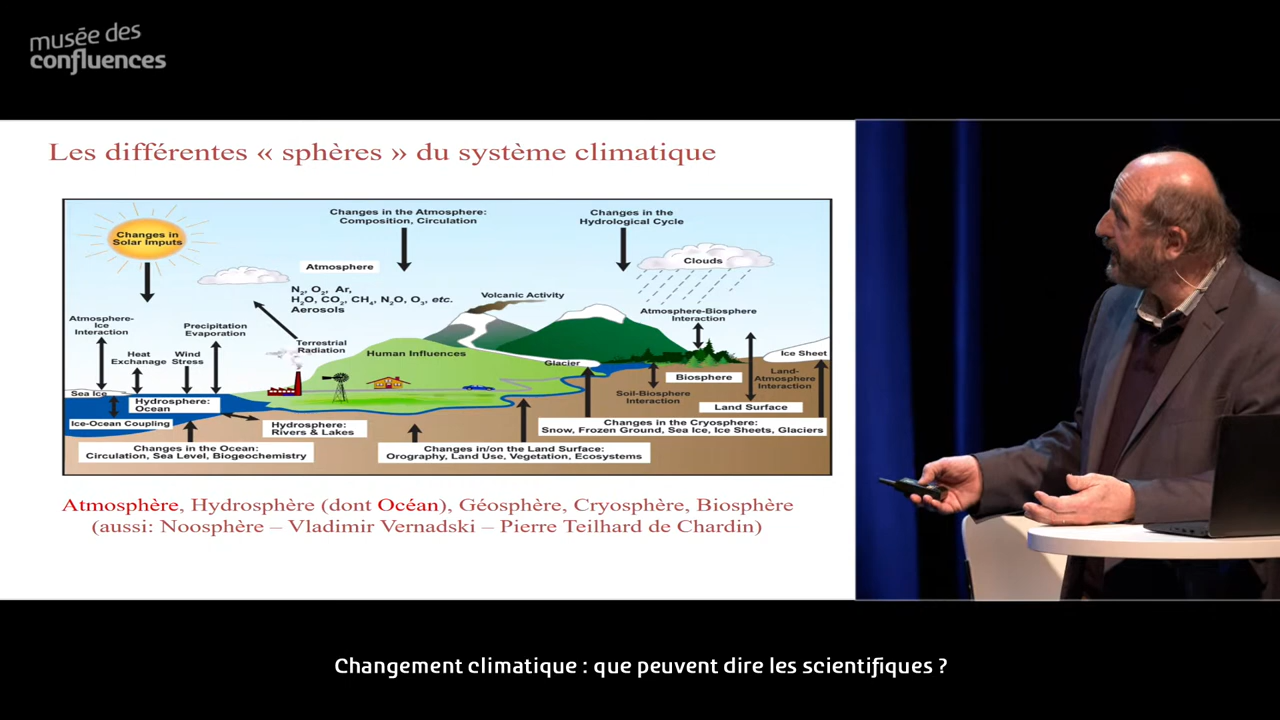 musée des
confluences
Les différentes « sphères » du système climatique
Changes in
Solar Imputs
Changes in the Atmosphere:
Composition, Circulation
Changes in the
Hydrological Cycle
Atmosphere
Clouds
N2, O2, Ar,
H2O, CO2, CH4, N2O, O3, etc.
Aerosols
Volcanic Activity
Atmosphere-
Ice
Interaction
Precipitation
Evaporation
Atmosphere-Biosphere
Interaction
Heat
Exchanage
Wind
Stress
Terrestrial
Radiation
Human Influences
Glacier
Ice Sheet
Biosphere
Land-
Atmosphere
Interaction
Soil-Biosphere
Interaction
Sea Ice
Hydrosphere:
Ocean
Land Surface
Ice-Ocean Coupling
Hydrosphere:
Rivers & Lakes
Changes in the Cryosphere:
Snow, Frozen Ground, Sea Ice, Ice Sheets, Glaciers
Changes in the Ocean:
Circulation, Sea Level, Biogeochemistry
Changes in/on the Land Surface:
Orography, Land Use, Vegetation, Ecosystems
Atmosphère, Hydrosphère (dont Océan), Géosphère, Cryosphère, Biosphère
(aussi: Noosphère – Vladimir Vernadski – Pierre Teilhard de Chardin)
Changement climatique : que peuvent dire les scientifiques ?